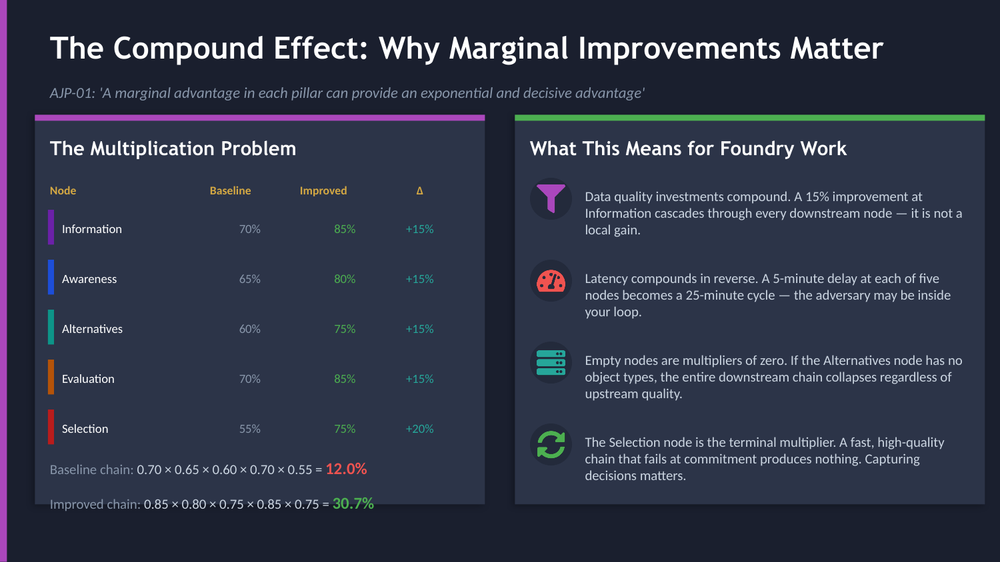 The Compound Effect: Why Marginal Improvements Matter
AJP-01: 'A marginal advantage in each pillar can provide an exponential and decisive advantage'
The Multiplication Problem
Node Baseline Improved Δ
Information 70% 85% +15%
Awareness 65% 80% +15%
Alternatives 60% 75% +15%
Evaluation 70% 85% +15%
Selection 55% 75% +20%
Baseline chain: 0.70 × 0.65 × 0.60 × 0.70 × 0.55 = 12.0%
Improved chain: 0.85 × 0.80 × 0.75 × 0.85 × 0.75 = 30.7%
What This Means for Foundry Work
Data quality investments compound. A 15% improvement at
Information cascades through every downstream node — it is not a
local gain.
Latency compounds in reverse. A 5-minute delay at each of five
nodes becomes a 25-minute cycle — the adversary may be inside
your loop.
Empty nodes are multipliers of zero. If the Alternatives node has no
object types, the entire downstream chain collapses regardless of
upstream quality.
The Selection node is the terminal multiplier. A fast, high-quality
chain that fails at commitment produces nothing. Capturing
decisions matters.